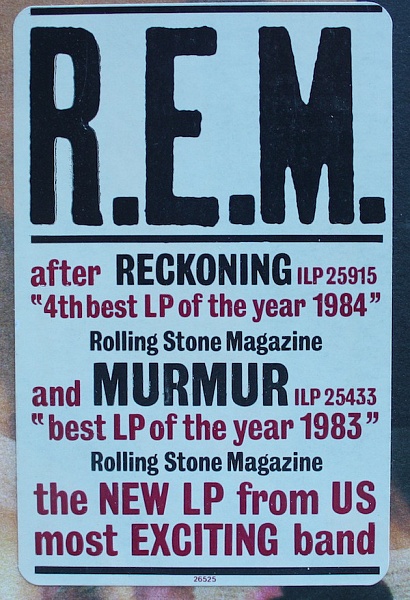 R.E.M.
after RECKONING ILP 25915
"4th best LP of the year 1984"
Rolling Stone Magazine
and MURMUR ILP 25433
"best LP of the year 1983"
Rolling Stone Magazine
the NEW LP from US
most EXCITING band
26525